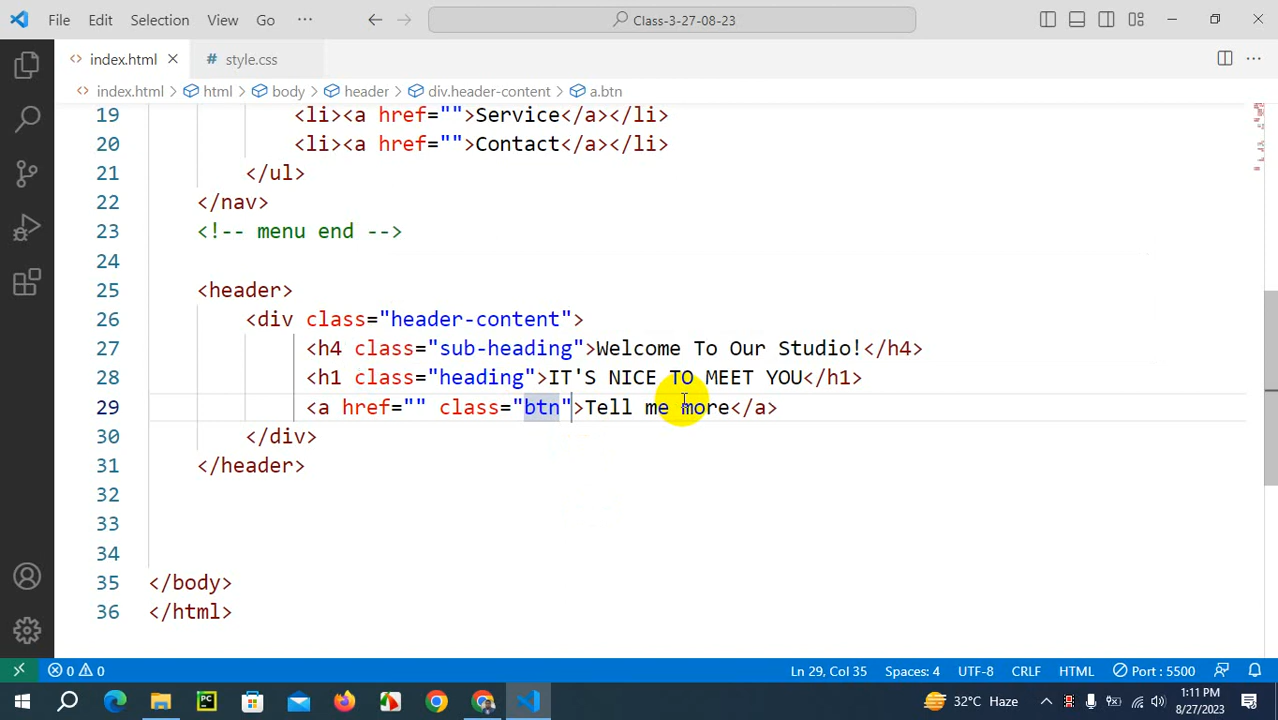 File Edit Selection View Go ··· Class-3-27-08-23
index.html style.css
index.html > html > body > header > div.header-content > a.btn
19 <li><a href="">Service</a></li>
20 <li><a href="">Contact</a></li>
21 </ul>
22 </nav>
23 <!-- menu end -->
24
25 <header>
26 <div class="header-content">
27 <h4 class="sub-heading">Welcome To Our Studio!</h4>
28 <h1 class="heading">IT'S NICE TO MEET YOU</h1>
29 <a href="" class="btn">Tell me more</a>
30 </div>
31 </header>
32
33
34
35 </body>
36 </html>
0 0 Ln 29, Col 35 Spaces: 4 UTF-8 CRLF HTML Port : 5500
PC 32°C Haze 1:11 PM
8/27/2023